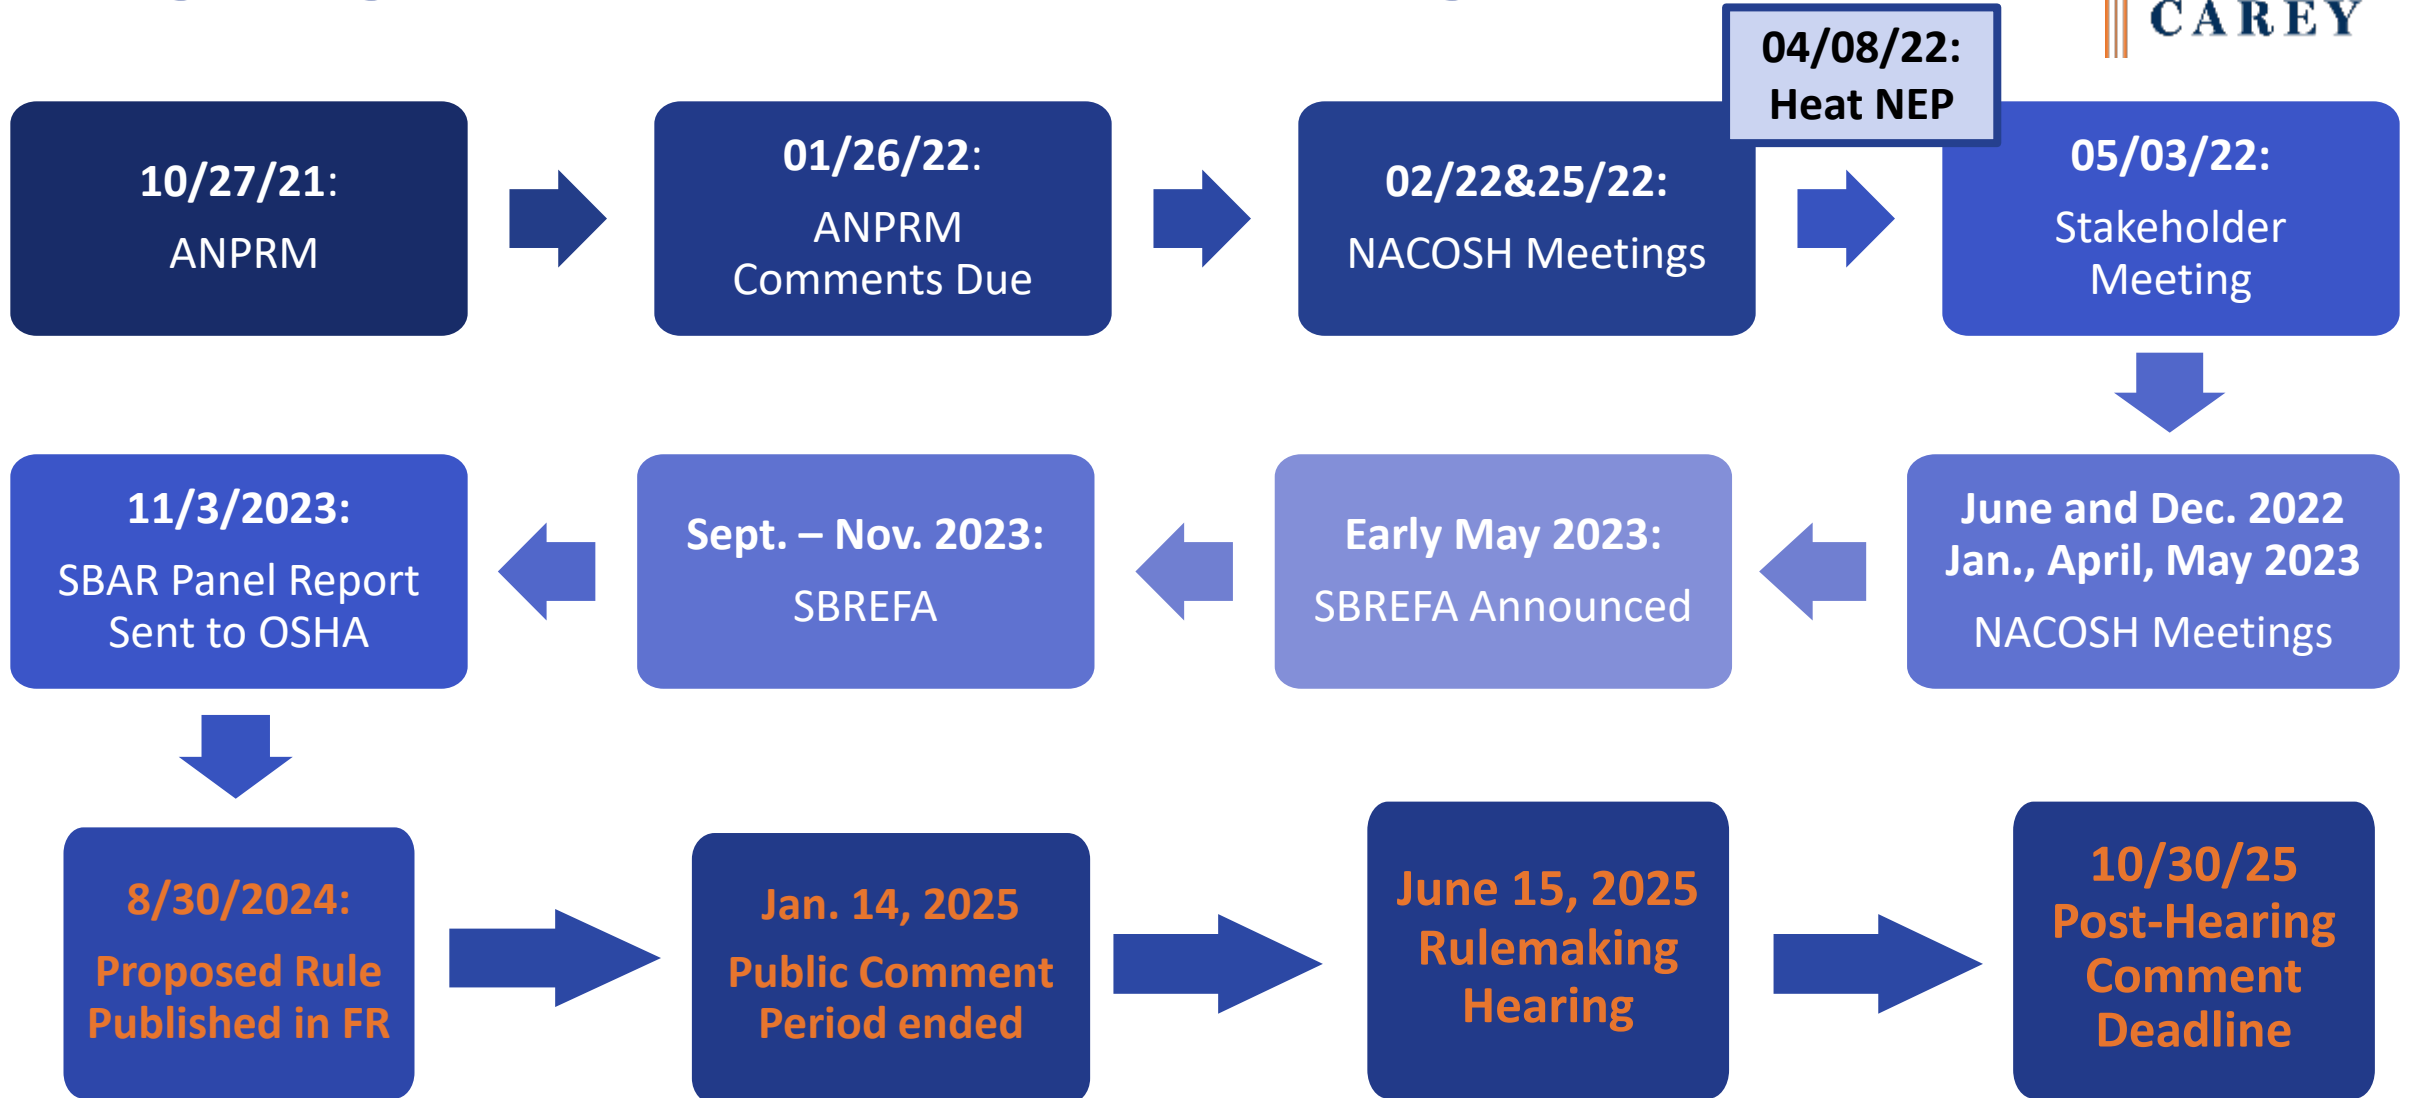 CAREY
04/08/22:
Heat NEP
10/27/21:
ANPRM
01/26/22:
ANPRM
Comments Due
02/22&25/22:
NACOSH Meetings
05/03/22:
Stakeholder
Meeting
June and Dec. 2022
Jan., April, May 2023
NACOSH Meetings
Early May 2023:
SBREFA Announced
Sept. – Nov. 2023:
SBREFA
11/3/2023:
SBAR Panel Report
Sent to OSHA
8/30/2024:
Proposed Rule
Published in FR
Jan. 14, 2025
Public Comment
Period ended
June 15, 2025
Rulemaking
Hearing
10/30/25
Post-Hearing
Comment
Deadline